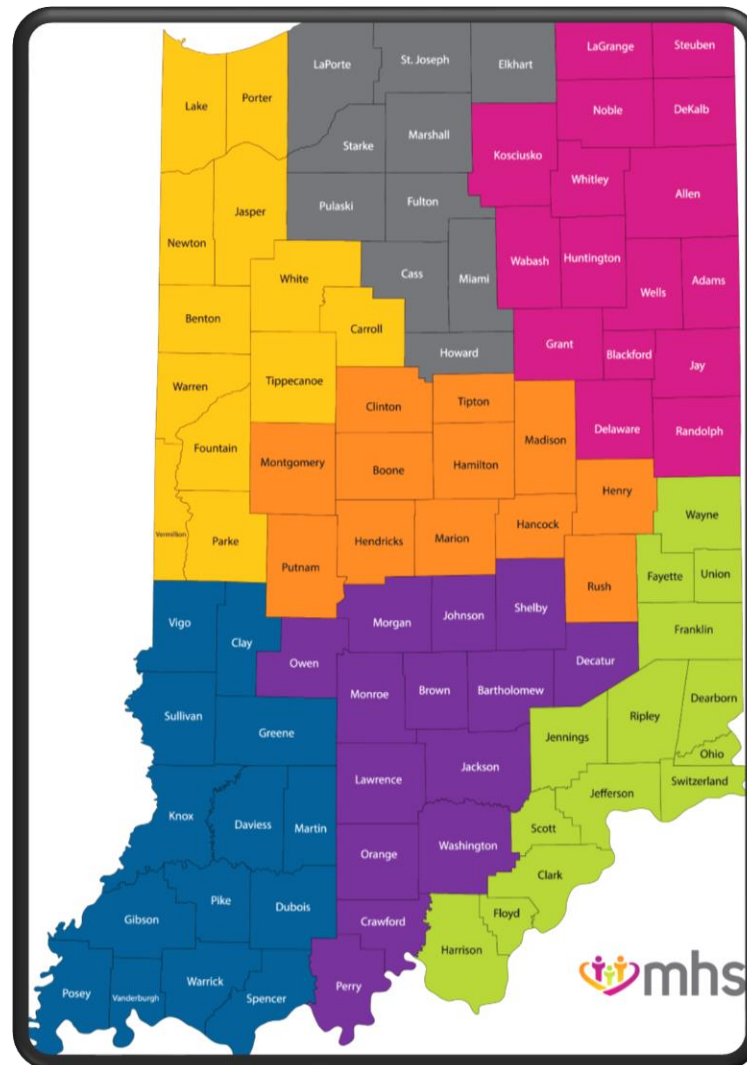 LaGrange
Steuben
St. Joseph
LaPorte
Elkhart
Lake
Porter
Noble
DeKalb
Starke
Marshall
Kosciusko
Whitley
Allen
Pulaski
Fulton
Jasper
Newton
Cass
Miami
Wabash
Huntington
White
Wells
Adams
Benton
Carroll
Howard
Grant
Blackford
Jay
Warren
Tippecanoe
Clinton
Tipton
Madison
Delaware
Randolph
Fountain
Montgomery
Boone
Hamilton
Henry
Wayne
Vermillion
Parke
Putnam
Hendricks
Marion
Hancock
Rush
Fayette
Union
Vigo
Clay
Morgan
Johnson
Shelby
Franklin
Owen
Decatur
Monroe
Brown
Bartholomew
Dearborn
Sullivan
Greene
Jennings
Ripley
Ohio
Lawrence
Jackson
Jefferson
Switzerland
Knox
Daviess
Martin
Scott
Orange
Washington
Clark
Pike
Dubois
Gibson
Crawford
Floyd
Harrison
Posey
Vanderburgh
Warrick
Spencer
Perry
mhs